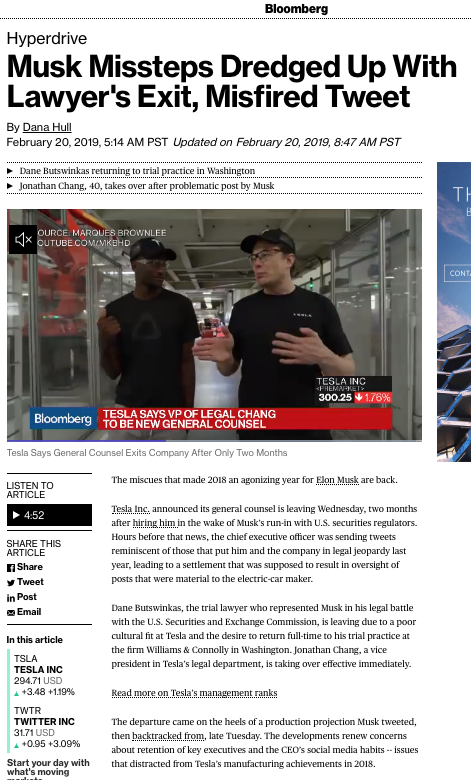 Bloomberg
Hyperdrive
Musk Missteps Dredged Up With
Lawyer's Exit, Misfired Tweet
By Dana Hull
February 20, 2019, 5:14 AM PST Updated on February 20, 2019, 8:47 AM PST
▶ Dane Butswinkas returning to trial practice in Washington
▶ Jonathan Chang, 40, takes over after problematic post by Musk
OURCE: MARQUES BROWNLEE
OUTUBE.COM/MKBHD
TESLA
TESLA INC
<PREMARKET>
300.25 1.76%
Bloomberg
TESLA SAYS VP OF LEGAL CHANG
TO BE NEW GENERAL COUNSEL
Tesla Says General Counsel Exits Company After Only Two Months
LISTEN TO
ARTICLE
▶ 4:52
SHARE THIS
ARTICLE
Share
Tweet
Post
Email
In this article
TSLA
TESLA INC
294.71 USD
▲ +3.48 +1.19%
TWTR
TWITTER INC
31.71 USD
▲ +0.95 +3.09%
Start your day with
what's moving
The miscues that made 2018 an agonizing year for Elon Musk are back.
Tesla Inc. announced its general counsel is leaving Wednesday, two months
after hiring him in the wake of Musk's run-in with U.S. securities regulators.
Hours before that news, the chief executive officer was sending tweets
reminiscent of those that put him and the company in legal jeopardy last
year, leading to a settlement that was supposed to result in oversight of
posts that were material to the electric-car maker.
Dane Butswinkas, the trial lawyer who represented Musk in his legal battle
with the U.S. Securities and Exchange Commission, is leaving due to a poor
cultural fit at Tesla and the desire to return full-time to his trial practice at
the firm Williams & Connolly in Washington. Jonathan Chang, a vice
president in Tesla's legal department, is taking over effective immediately.
Read more on Tesla's management ranks
The departure came on the heels of a production projection Musk tweeted,
then backtracked from, late Tuesday. The developments renew concerns
about retention of key executives and the CEO's social media habits -- issues
that distracted from Tesla's manufacturing achievements in 2018.
TH
CONTA